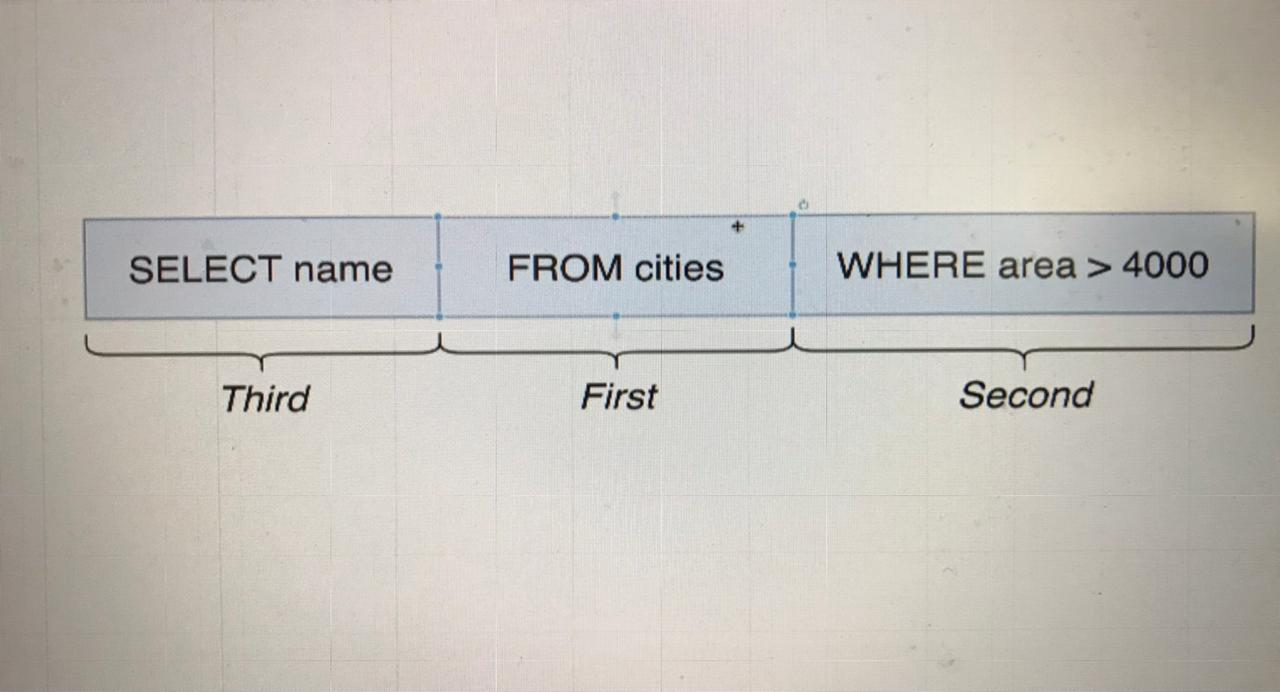 SELECT name FROM cities WHERE area > 4000
Third First Second